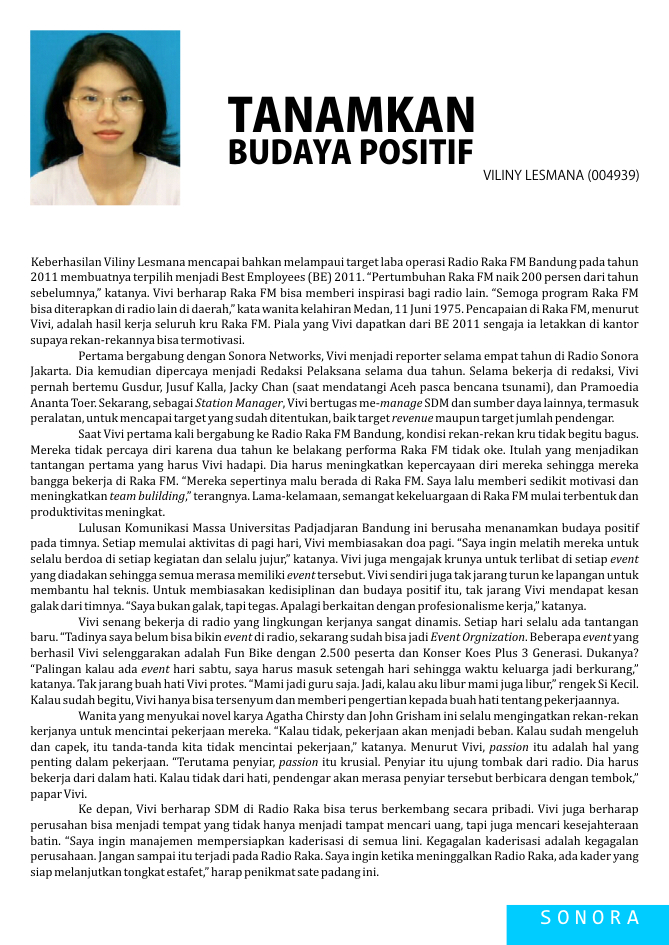 TANAMKAN
BUDAYA POSITIF
VILINY LESMANA (004939)
Keberhasilan Viliny Lesmana mencapai bahkan melampaui target laba operasi Radio Raka FM Bandung pada tahun
2011 membuatnya terpilih menjadi Best Employees (BE) 2011. “Pertumbuhan Raka FM naik 200 persen dari tahun
sebelumnya,” katanya. Vivi berharap Raka FM bisa memberi inspirasi bagi radio lain. “Semoga program Raka FM
bisa diterapkan di radio lain di daerah,” kata wanita kelahiran Medan, 11 Juni 1975. Pencapaian di Raka FM, menurut
Vivi, adalah hasil kerja seluruh kru Raka FM. Piala yang Vivi dapatkan dari BE 2011 sengaja ia letakkan di kantor
supaya rekan-rekannya bisa termotivasi.
Pertama bergabung dengan Sonora Networks, Vivi menjadi reporter selama empat tahun di Radio Sonora
Jakarta. Dia kemudian dipercaya menjadi Redaksi Pelaksana selama dua tahun. Selama bekerja di redaksi, Vivi
pernah bertemu Gusdur, Jusuf Kalla, Jacky Chan (saat mendatangi Aceh pasca bencana tsunami), dan Pramoedia
Ananta Toer. Sekarang, sebagai Station Manager, Vivi bertugas me-manage SDM dan sumber daya lainnya, termasuk
peralatan, untuk mencapai target yang sudah ditentukan, baik target revenue maupun target jumlah pendengar.
Saat Vivi pertama kali bergabung ke Radio Raka FM Bandung, kondisi rekan-rekan kru tidak begitu bagus.
Mereka tidak percaya diri karena dua tahun ke belakang performa Raka FM tidak oke. Itulah yang menjadikan
tantangan pertama yang harus Vivi hadapi. Dia harus meningkatkan kepercayaan diri mereka sehingga mereka
bangga bekerja di Raka FM. “Mereka sepertinya malu berada di Raka FM. Saya lalu memberi sedikit motivasi dan
meningkatkan team bulilding,” terangnya. Lama-kelamaan, semangat kekeluargaan di Raka FM mulai terbentuk dan
produktivitas meningkat.
Lulusan Komunikasi Massa Universitas Padjadjaran Bandung ini berusaha menanamkan budaya positif
pada timnya. Setiap memulai aktivitas di pagi hari, Vivi membiasakan doa pagi. “Saya ingin melatih mereka untuk
selalu berdoa di setiap kegiatan dan selalu jujur,” katanya. Vivi juga mengajak krunya untuk terlibat di setiap event
yang diadakan sehingga semua merasa memiliki event tersebut. Vivi sendiri juga tak jarang turun ke lapangan untuk
membantu hal teknis. Untuk membiasakan kedisiplinan dan budaya positif itu, tak jarang Vivi mendapat kesan
galak dari timnya. “Saya bukan galak, tapi tegas. Apalagi berkaitan dengan profesionalisme kerja,” katanya.
Vivi senang bekerja di radio yang lingkungan kerjanya sangat dinamis. Setiap hari selalu ada tantangan
baru. “Tadinya saya belum bisa bikin event di radio, sekarang sudah bisa jadi Event Orgnization. Beberapa event yang
berhasil Vivi selenggarakan adalah Fun Bike dengan 2.500 peserta dan Konser Koes Plus 3 Generasi. Dukanya?
“Palingan kalau ada event hari sabtu, saya harus masuk setengah hari sehingga waktu keluarga jadi berkurang,”
katanya. Tak jarang buah hati Vivi protes. “Mami jadi guru saja. Jadi, kalau aku libur mami juga libur,” rengek Si Kecil.
Kalau sudah begitu, Vivi hanya bisa tersenyum dan memberi pengertian kepada buah hati tentang pekerjaannya.
Wanita yang menyukai novel karya Agatha Chirsty dan John Grisham ini selalu mengingatkan rekan-rekan
kerjanya untuk mencintai pekerjaan mereka. “Kalau tidak, pekerjaan akan menjadi beban. Kalau sudah mengeluh
dan capek, itu tanda-tanda kita tidak mencintai pekerjaan,” katanya. Menurut Vivi, passion itu adalah hal yang
penting dalam pekerjaan. “Terutama penyiar, passion itu krusial. Penyiar itu ujung tombak dari radio. Dia harus
bekerja dari dalam hati. Kalau tidak dari hati, pendengar akan merasa penyiar tersebut berbicara dengan tembok,”
papar Vivi.
Ke depan, Vivi berharap SDM di Radio Raka bisa terus berkembang secara pribadi. Vivi juga berharap
perusahan bisa menjadi tempat yang tidak hanya menjadi tampat mencari uang, tapi juga mencari kesejahteraan
batin. “Saya ingin manajemen mempersiapkan kaderisasi di semua lini. Kegagalan kaderisasi adalah kegagalan
perusahaan. Jangan sampai itu terjadi pada Radio Raka. Saya ingin ketika meninggalkan Radio Raka, ada kader yang
siap melanjutkan tongkat estafet,” harap penikmat sate padang ini.
SONORA